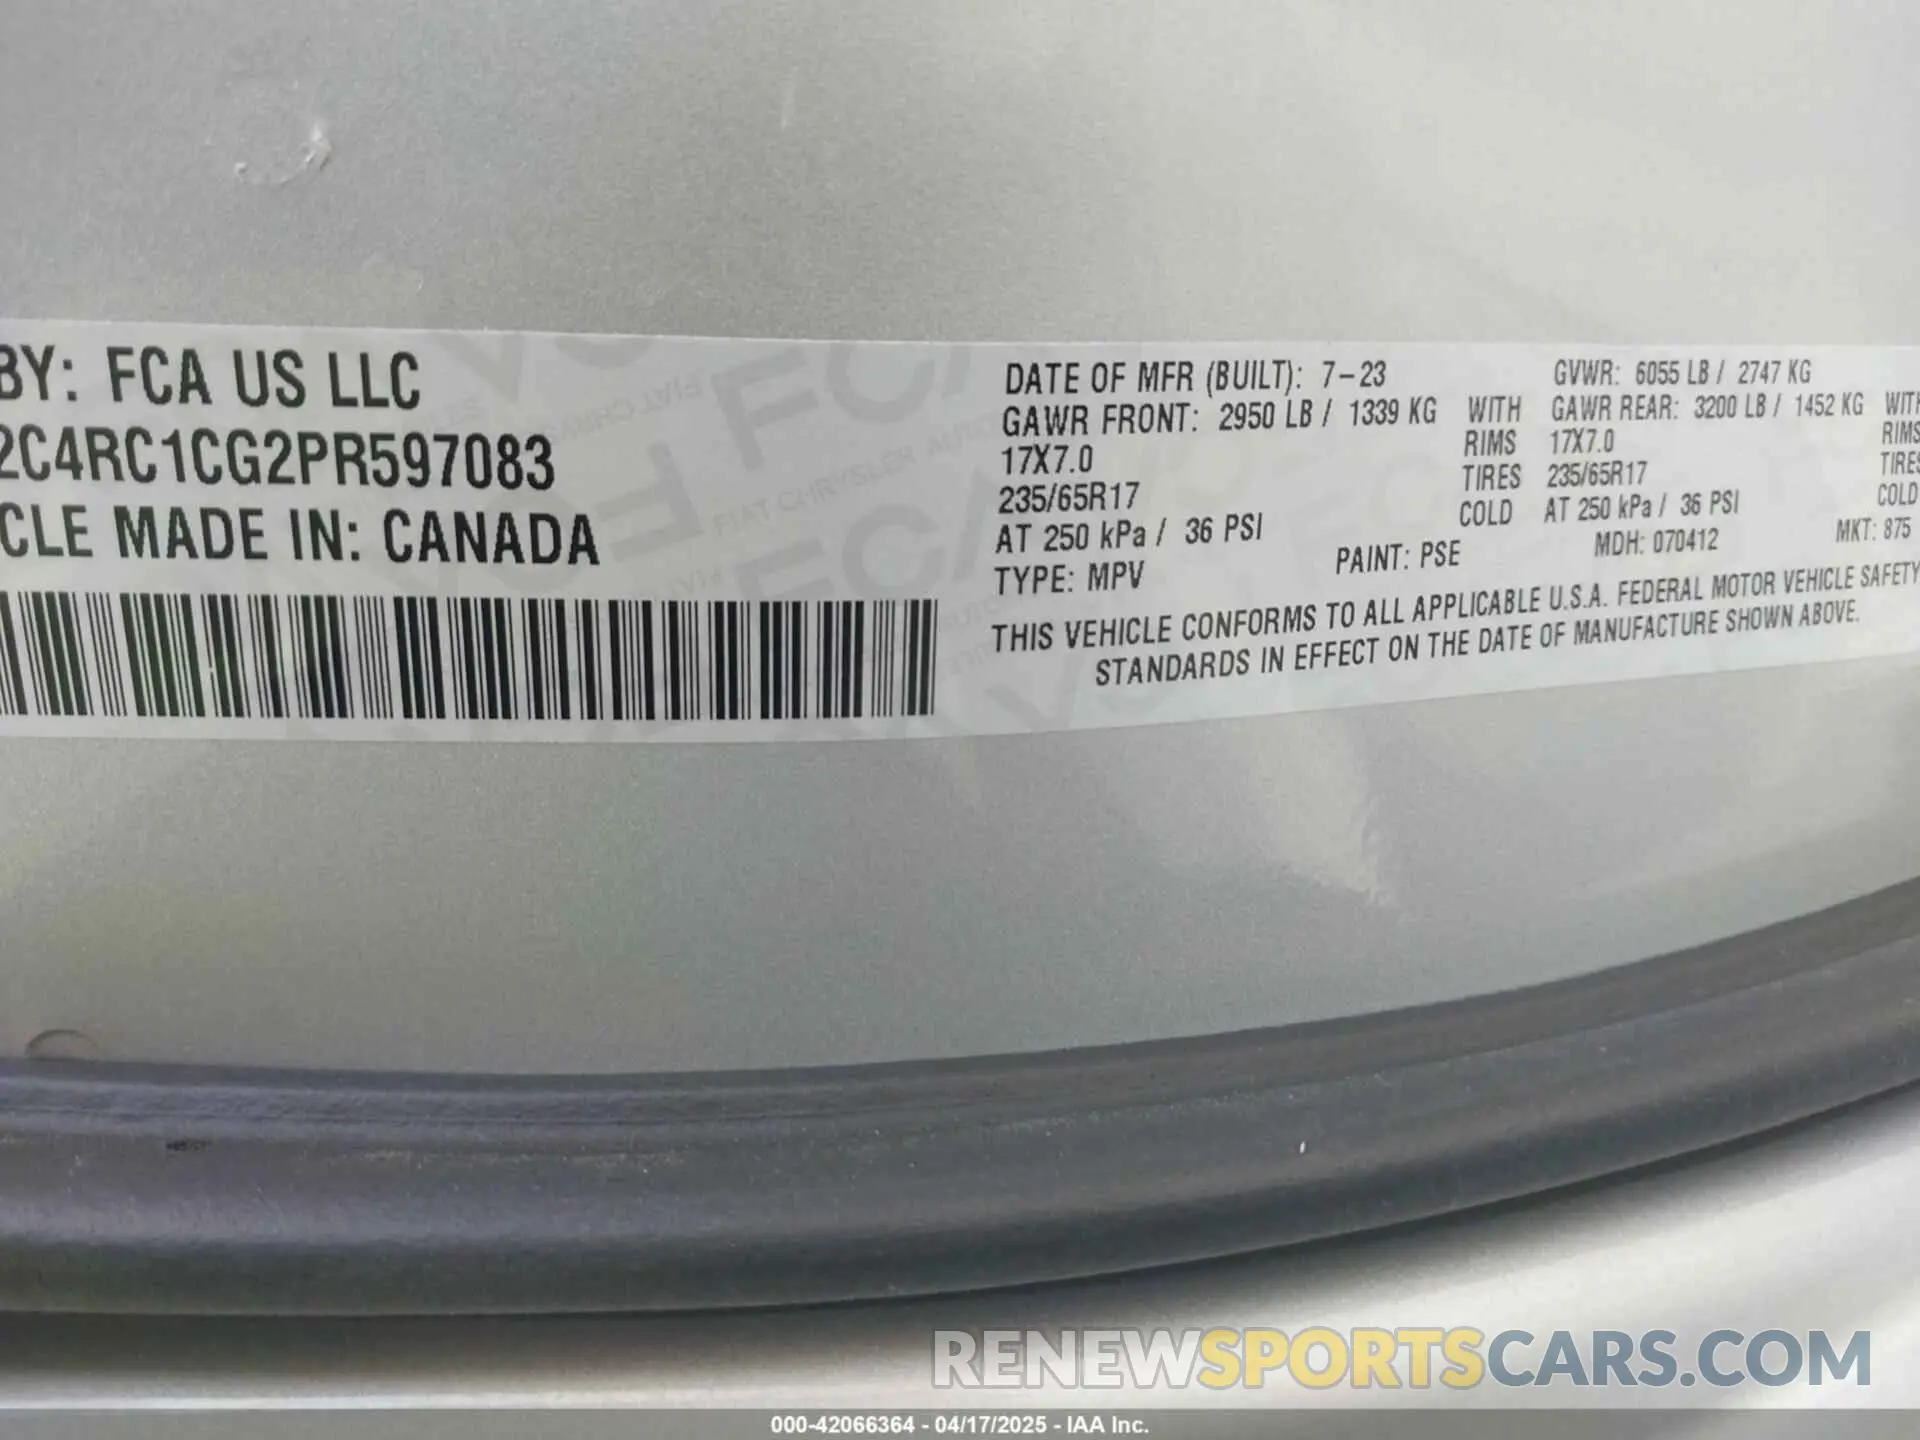 BY: FCA US LLC
2C4RC1CG2PR597083
CLE MADE IN: CANADA
DATE OF MFR (BUILT): 7-23 GVWR: 6055 LB / 2747 KG
GAWR FRONT: 2950 LB / 1339 KG WITH GAWR REAR: 3200 LB / 1452 KG WITH
17X7.0 RIMS 17X7.0 RIMS
235/65R17 TIRES 235/65R17 TIRES
AT 250 kPa / 36 PSI COLD AT 250 kPa / 36 PSI COLD
TYPE: MPV PAINT: PSE MDH: 070412 MKT: 875
THIS VEHICLE CONFORMS TO ALL APPLICABLE U.S.A. FEDERAL MOTOR VEHICLE SAFETY
STANDARDS IN EFFECT ON THE DATE OF MANUFACTURE SHOWN ABOVE.
RENEWSPORTSCARS.COM
000-42066364 - 04/17/2025 - IAA Inc.